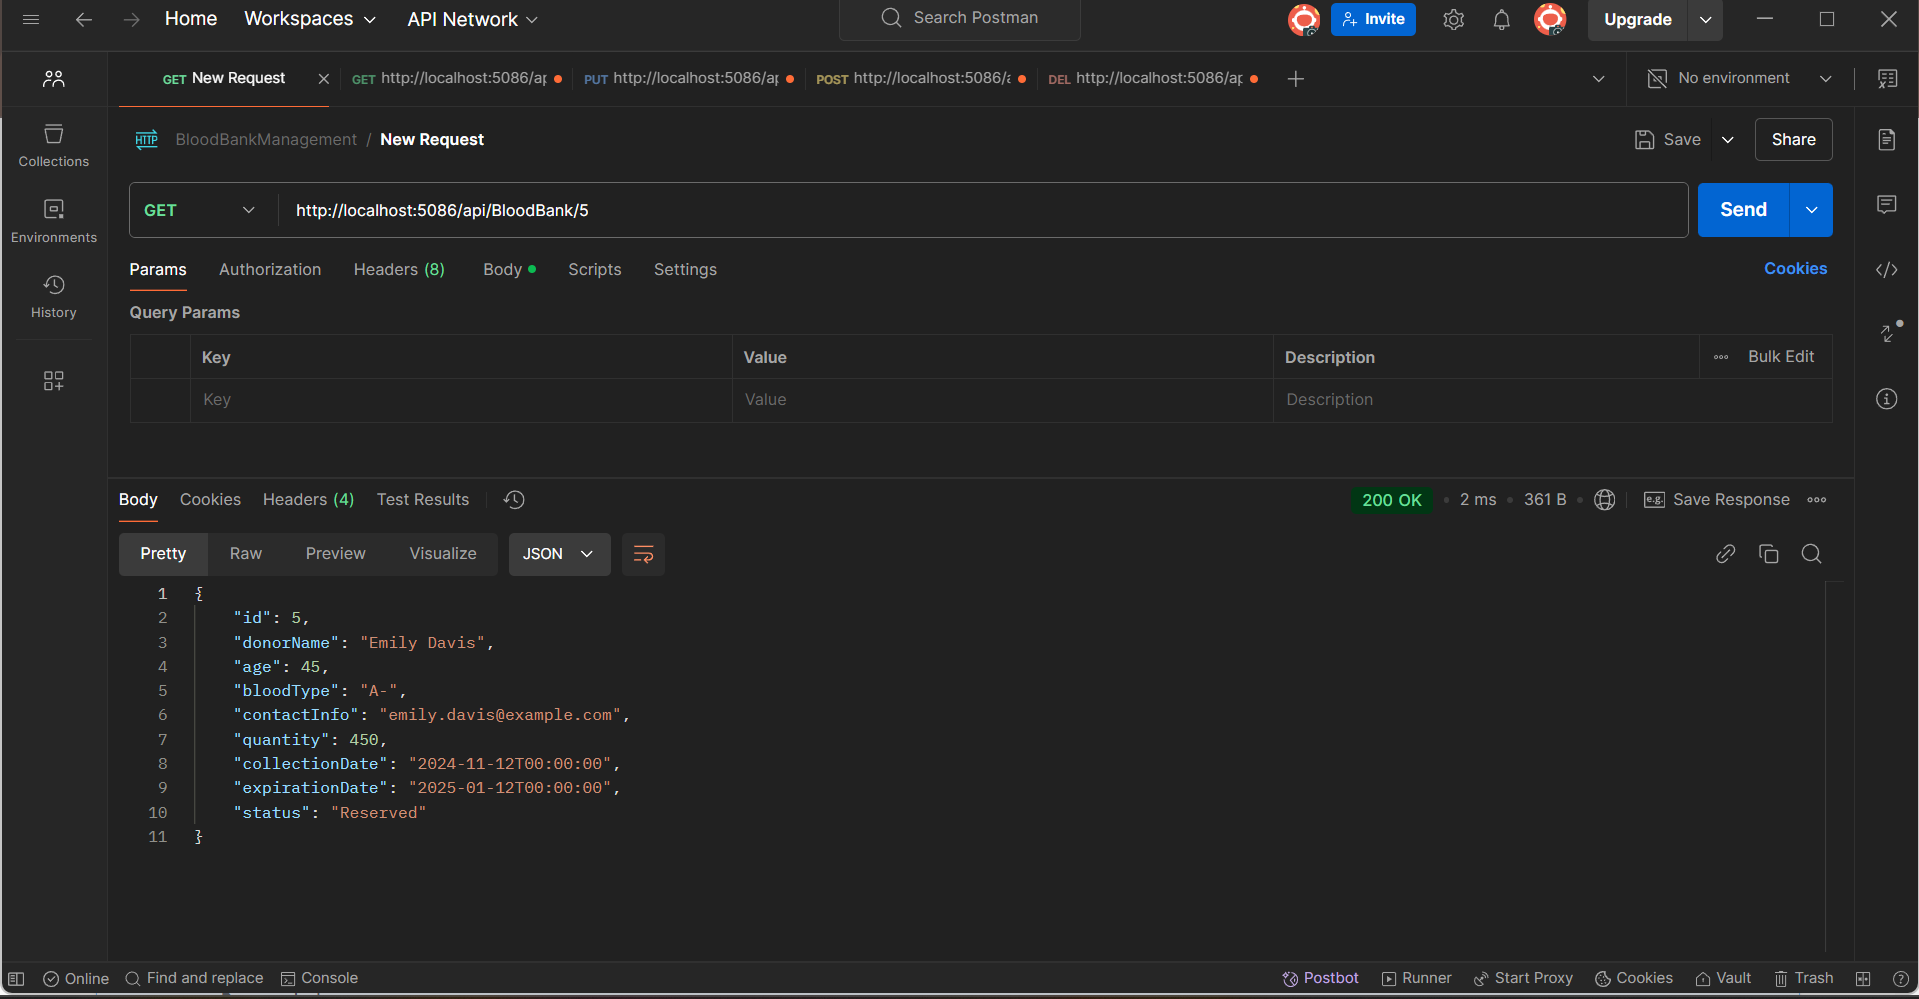 Home Workspaces API Network Search Postman Invite Upgrade
GET New Request GET http://localhost:5086/ap PUT http://localhost:5086/ap POST http://localhost:5086/a DEL http://localhost:5086/ap No environment
HTTP BloodBankManagement / New Request Save Share
Collections
GET http://localhost:5086/api/BloodBank/5 Send
Environments
Params Authorization Headers (8) Body Scripts Settings Cookies
History
Query Params
Key Value Description Bulk Edit
Key Value Description
Body Cookies Headers (4) Test Results 200 OK 2 ms 361 B e.g. Save Response
Pretty Raw Preview Visualize JSON
1 {
2 "id": 5,
3 "donorName": "Emily Davis",
4 "age": 45,
5 "bloodType": "A-",
6 "contactInfo": "emily.davis@example.com",
7 "quantity": 450,
8 "collectionDate": "2024-11-12T00:00:00",
9 "expirationDate": "2025-01-12T00:00:00",
10 "status": "Reserved"
11 }
Online Find and replace Console Postbot Runner Start Proxy Cookies Vault Trash